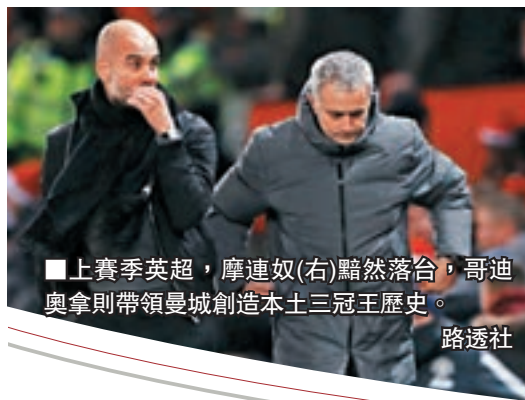 ■上賽季英超，摩連奴(右)黯然落台，哥迪
奧拿則帶領曼城創造本土三冠王歷史。
路透社